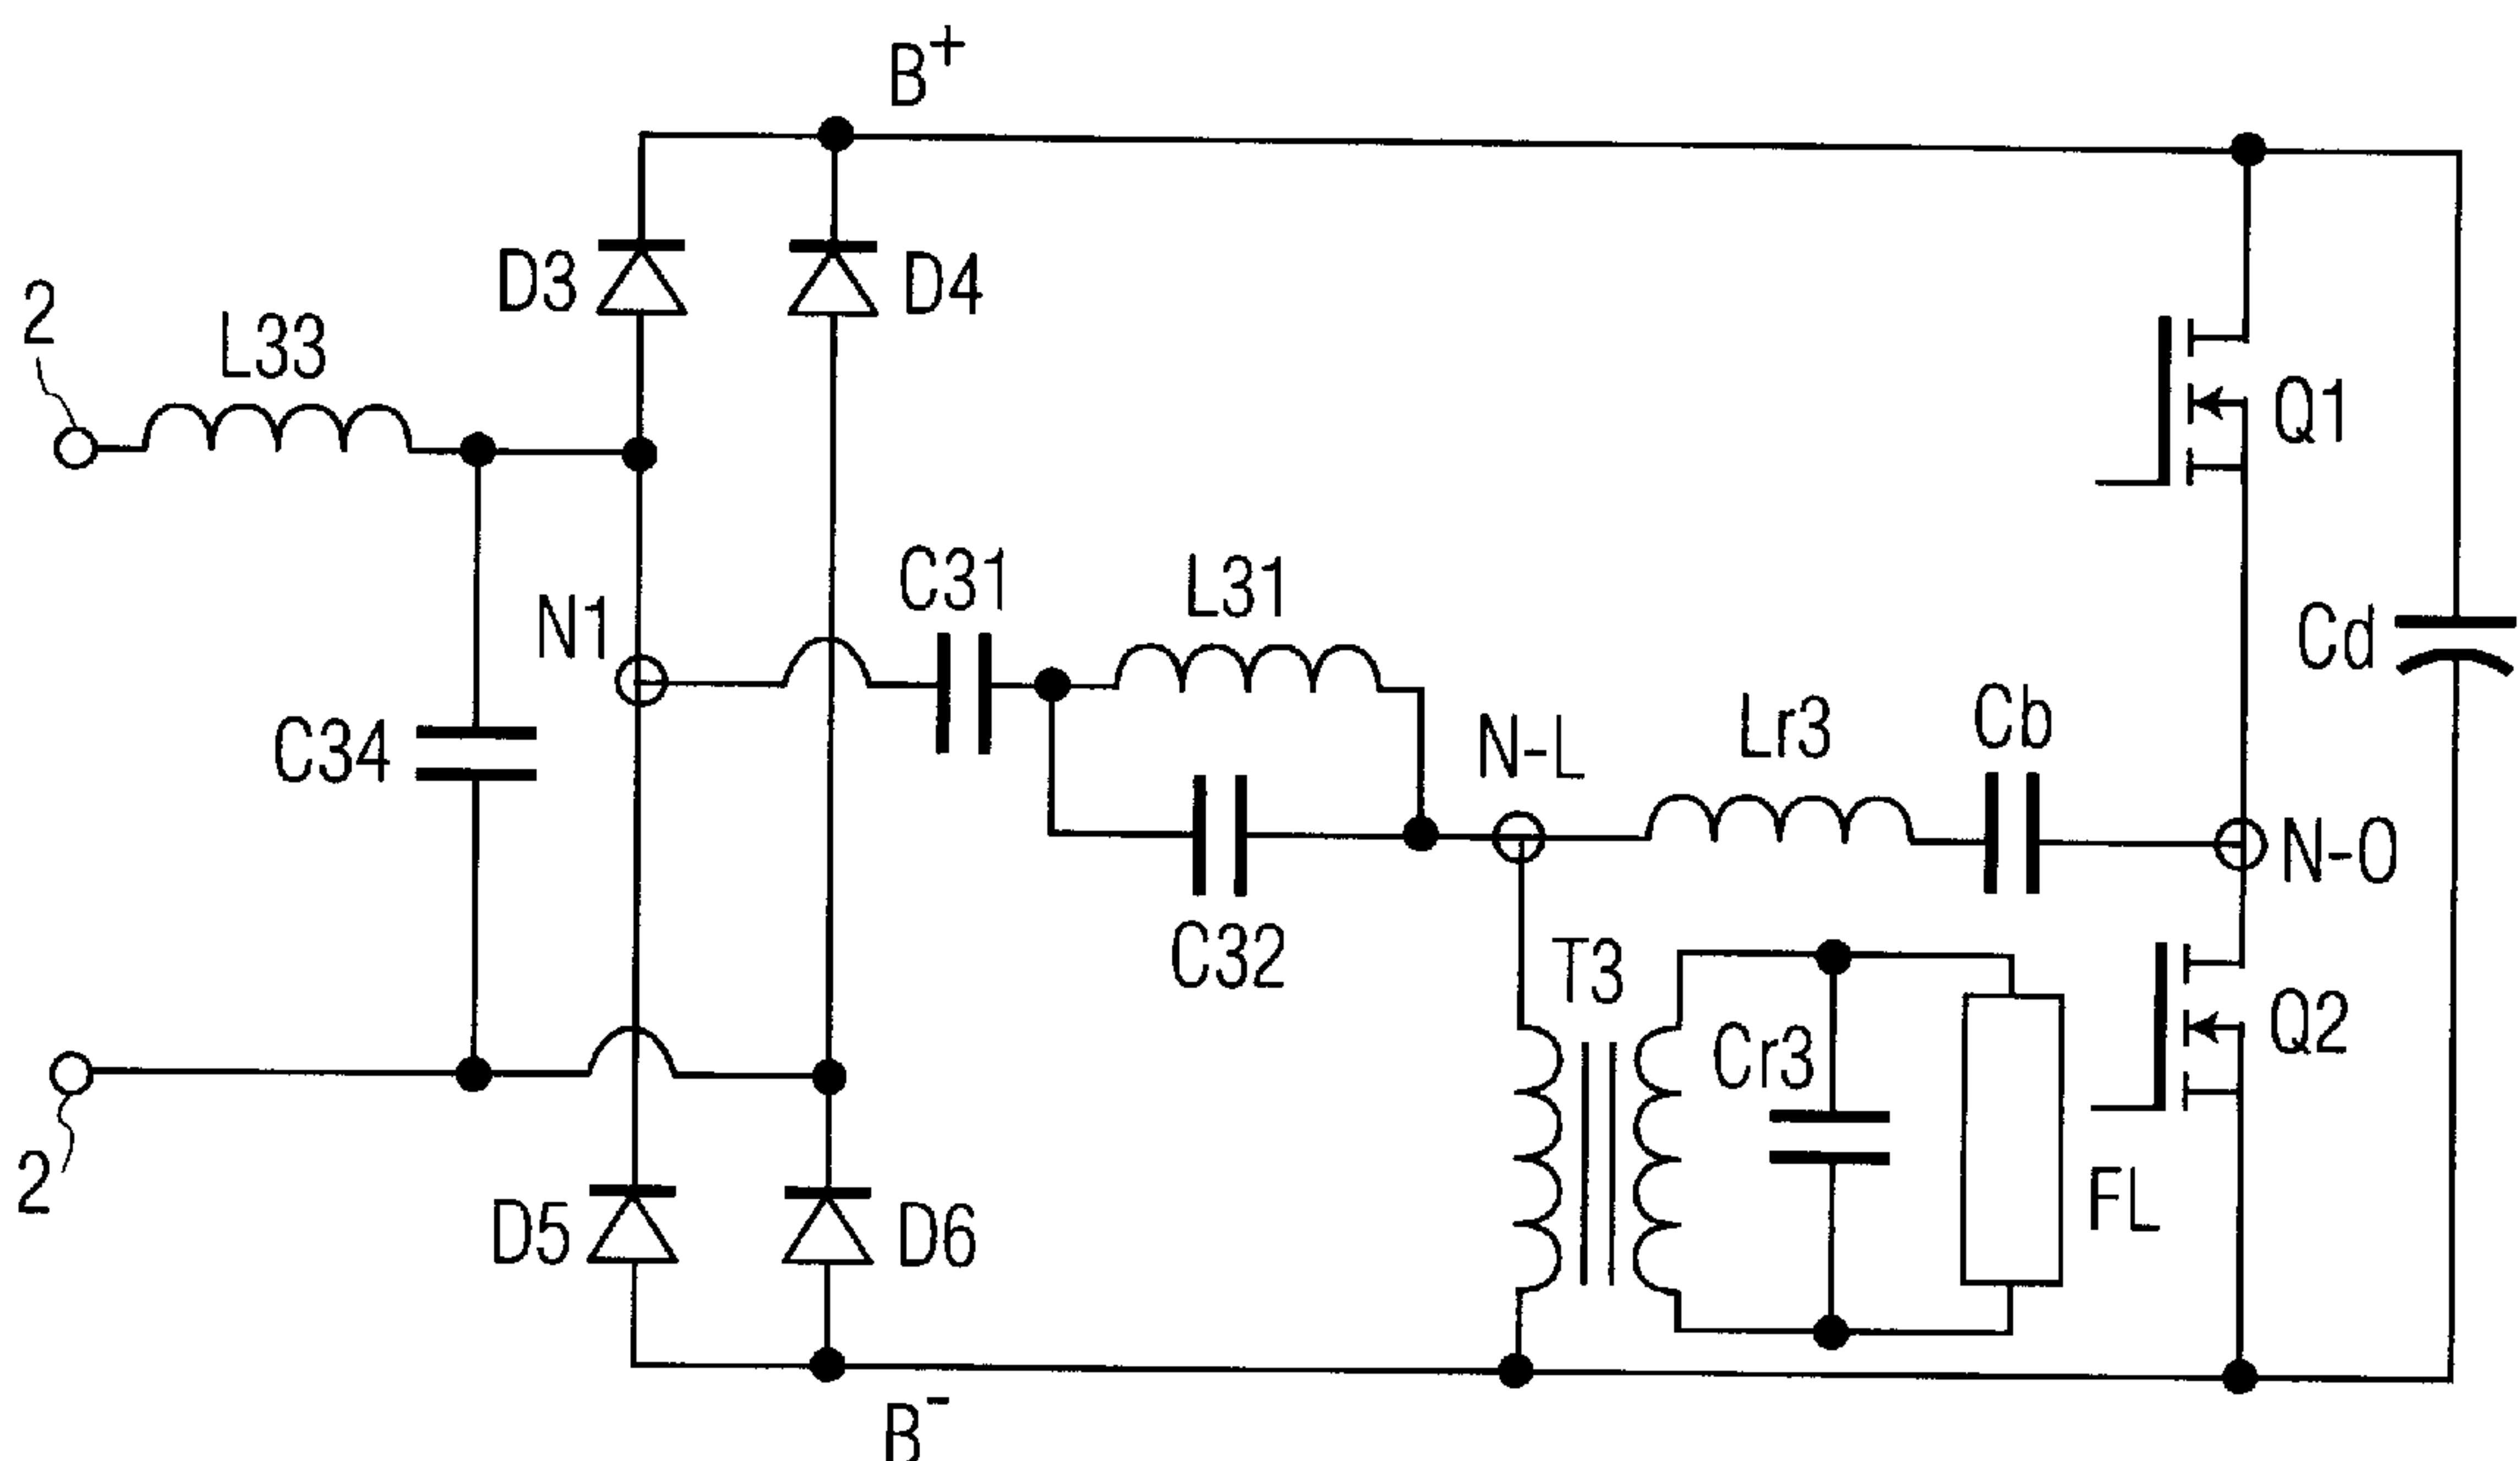 B+
D3
D4
2
L33
Q1
C31
L31
N1
Cd
C34
N-L
Lr3
Cb
N-O
C32
T3
Cr3
Q2
2
D5
D6
FL
B-